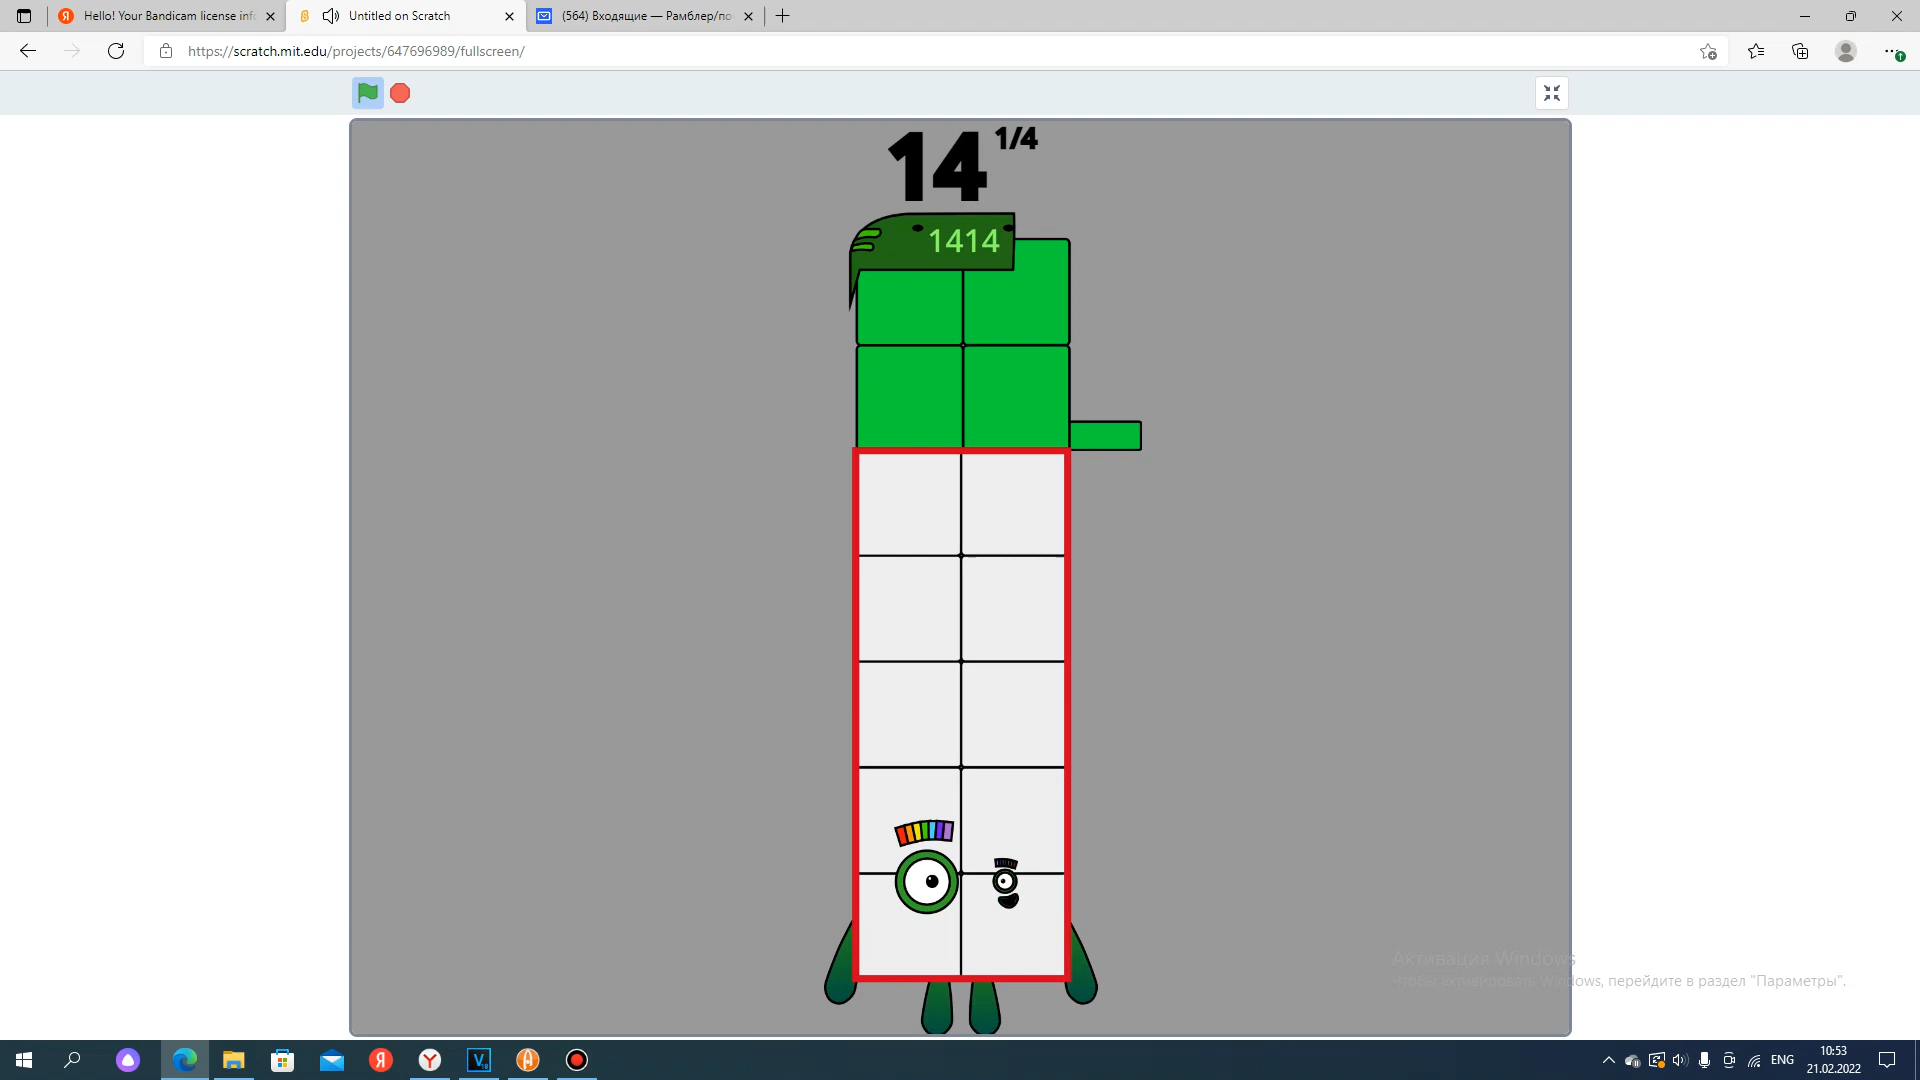 Hello! Your Bandicam license info
Untitled on Scratch
(564) Входящие — Рамблер/по
https://scratch.mit.edu/projects/647696989/fullscreen/
14 1/4
1414
Активация Windows
Чтобы активировать Windows, перейдите в раздел "Параметры".
ENG
10:53
21.02.2022